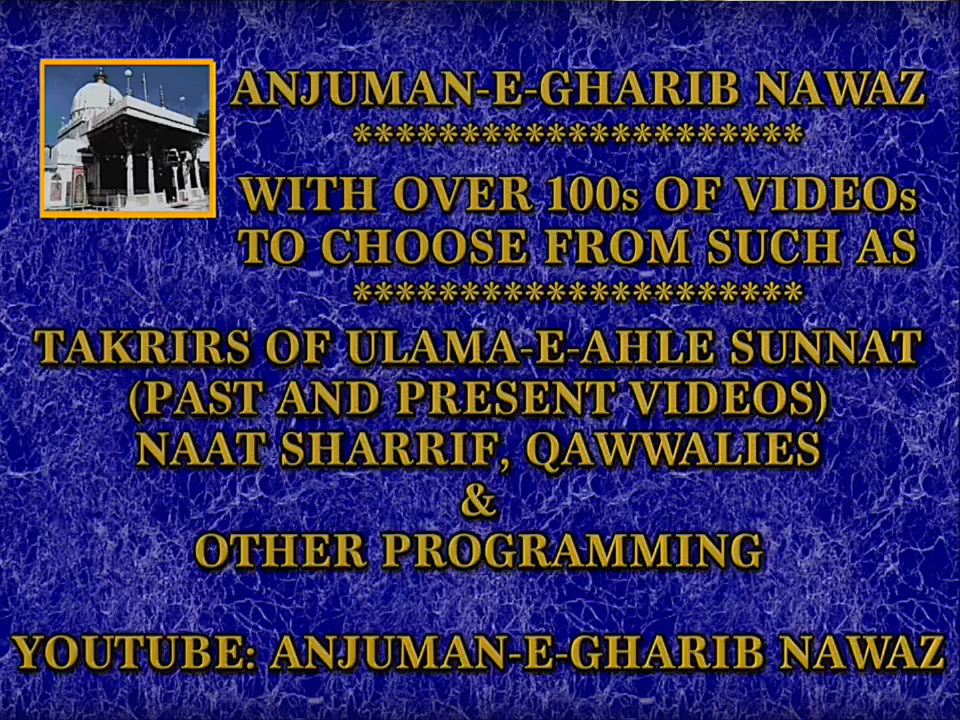 ANJUMAN-E-GHARIB NAWAZ
*********************
WITH OVER 100s OF VIDEOs
TO CHOOSE FROM SUCH AS
*********************
TAKRIRS OF ULAMA-E-AHLE SUNNAT
(PAST AND PRESENT VIDEOS)
NAAT SHARRIF, QAWWALIES
&
OTHER PROGRAMMING
YOUTUBE: ANJUMAN-E-GHARIB NAWAZ